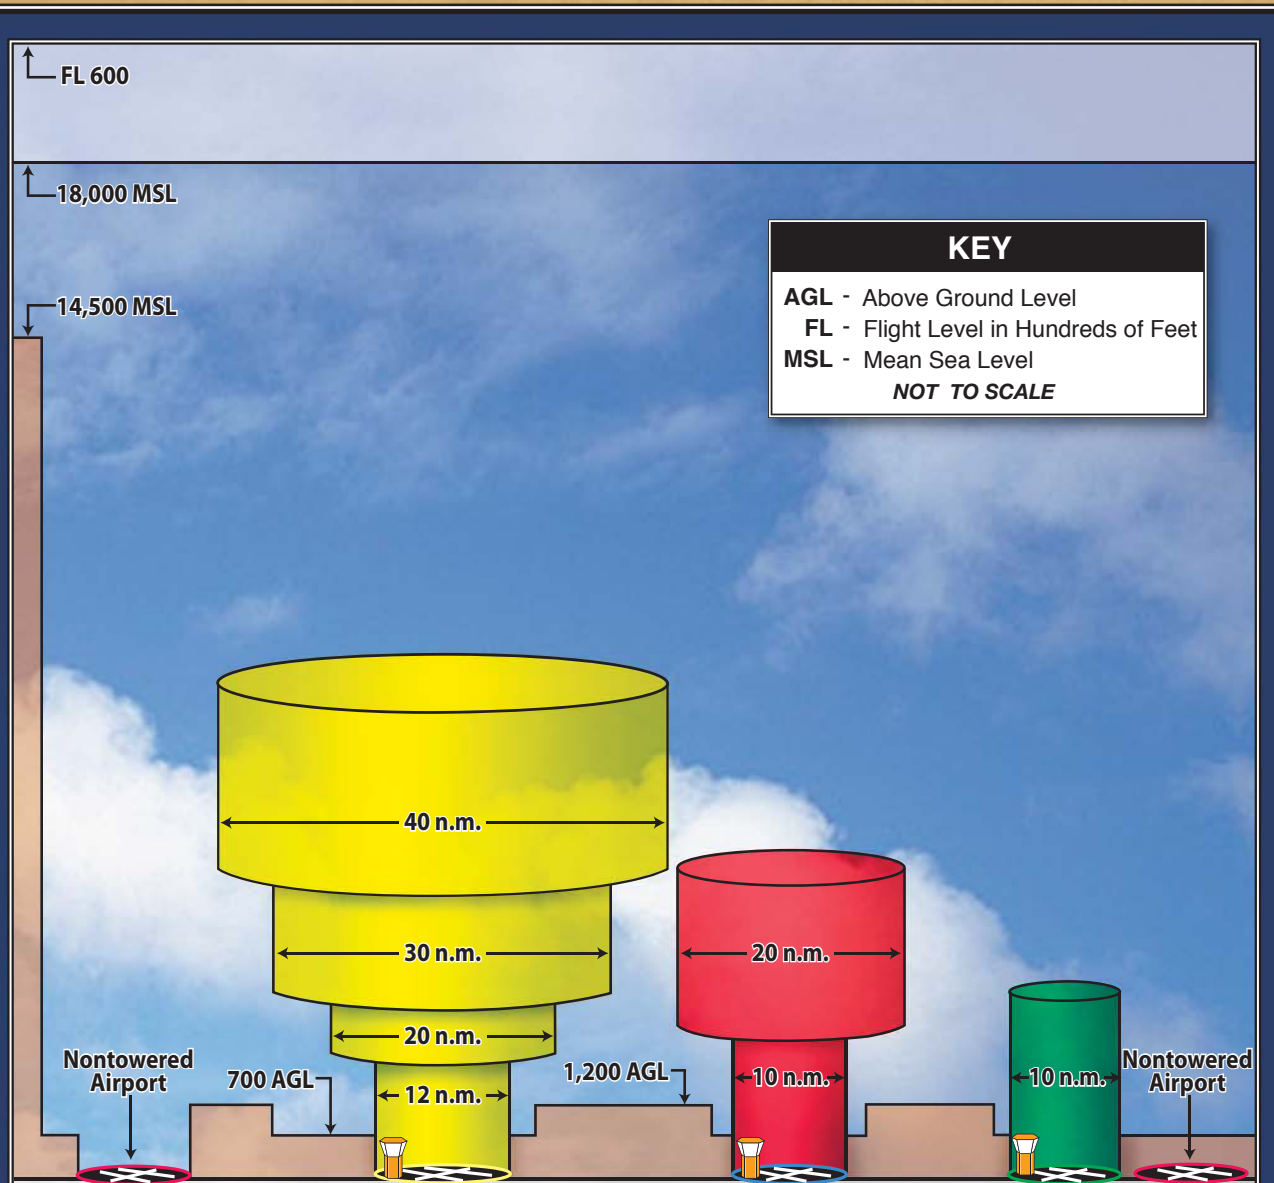 FL 600
18,000 MSL
14,500 MSL
KEY
AGL - Above Ground Level
FL - Flight Level in Hundreds of Feet
MSL - Mean Sea Level
NOT TO SCALE
40 n.m.
30 n.m.
20 n.m.
12 n.m.
20 n.m.
10 n.m.
10 n.m.
Nontowered
Airport
700 AGL
1,200 AGL
Nontowered
Airport